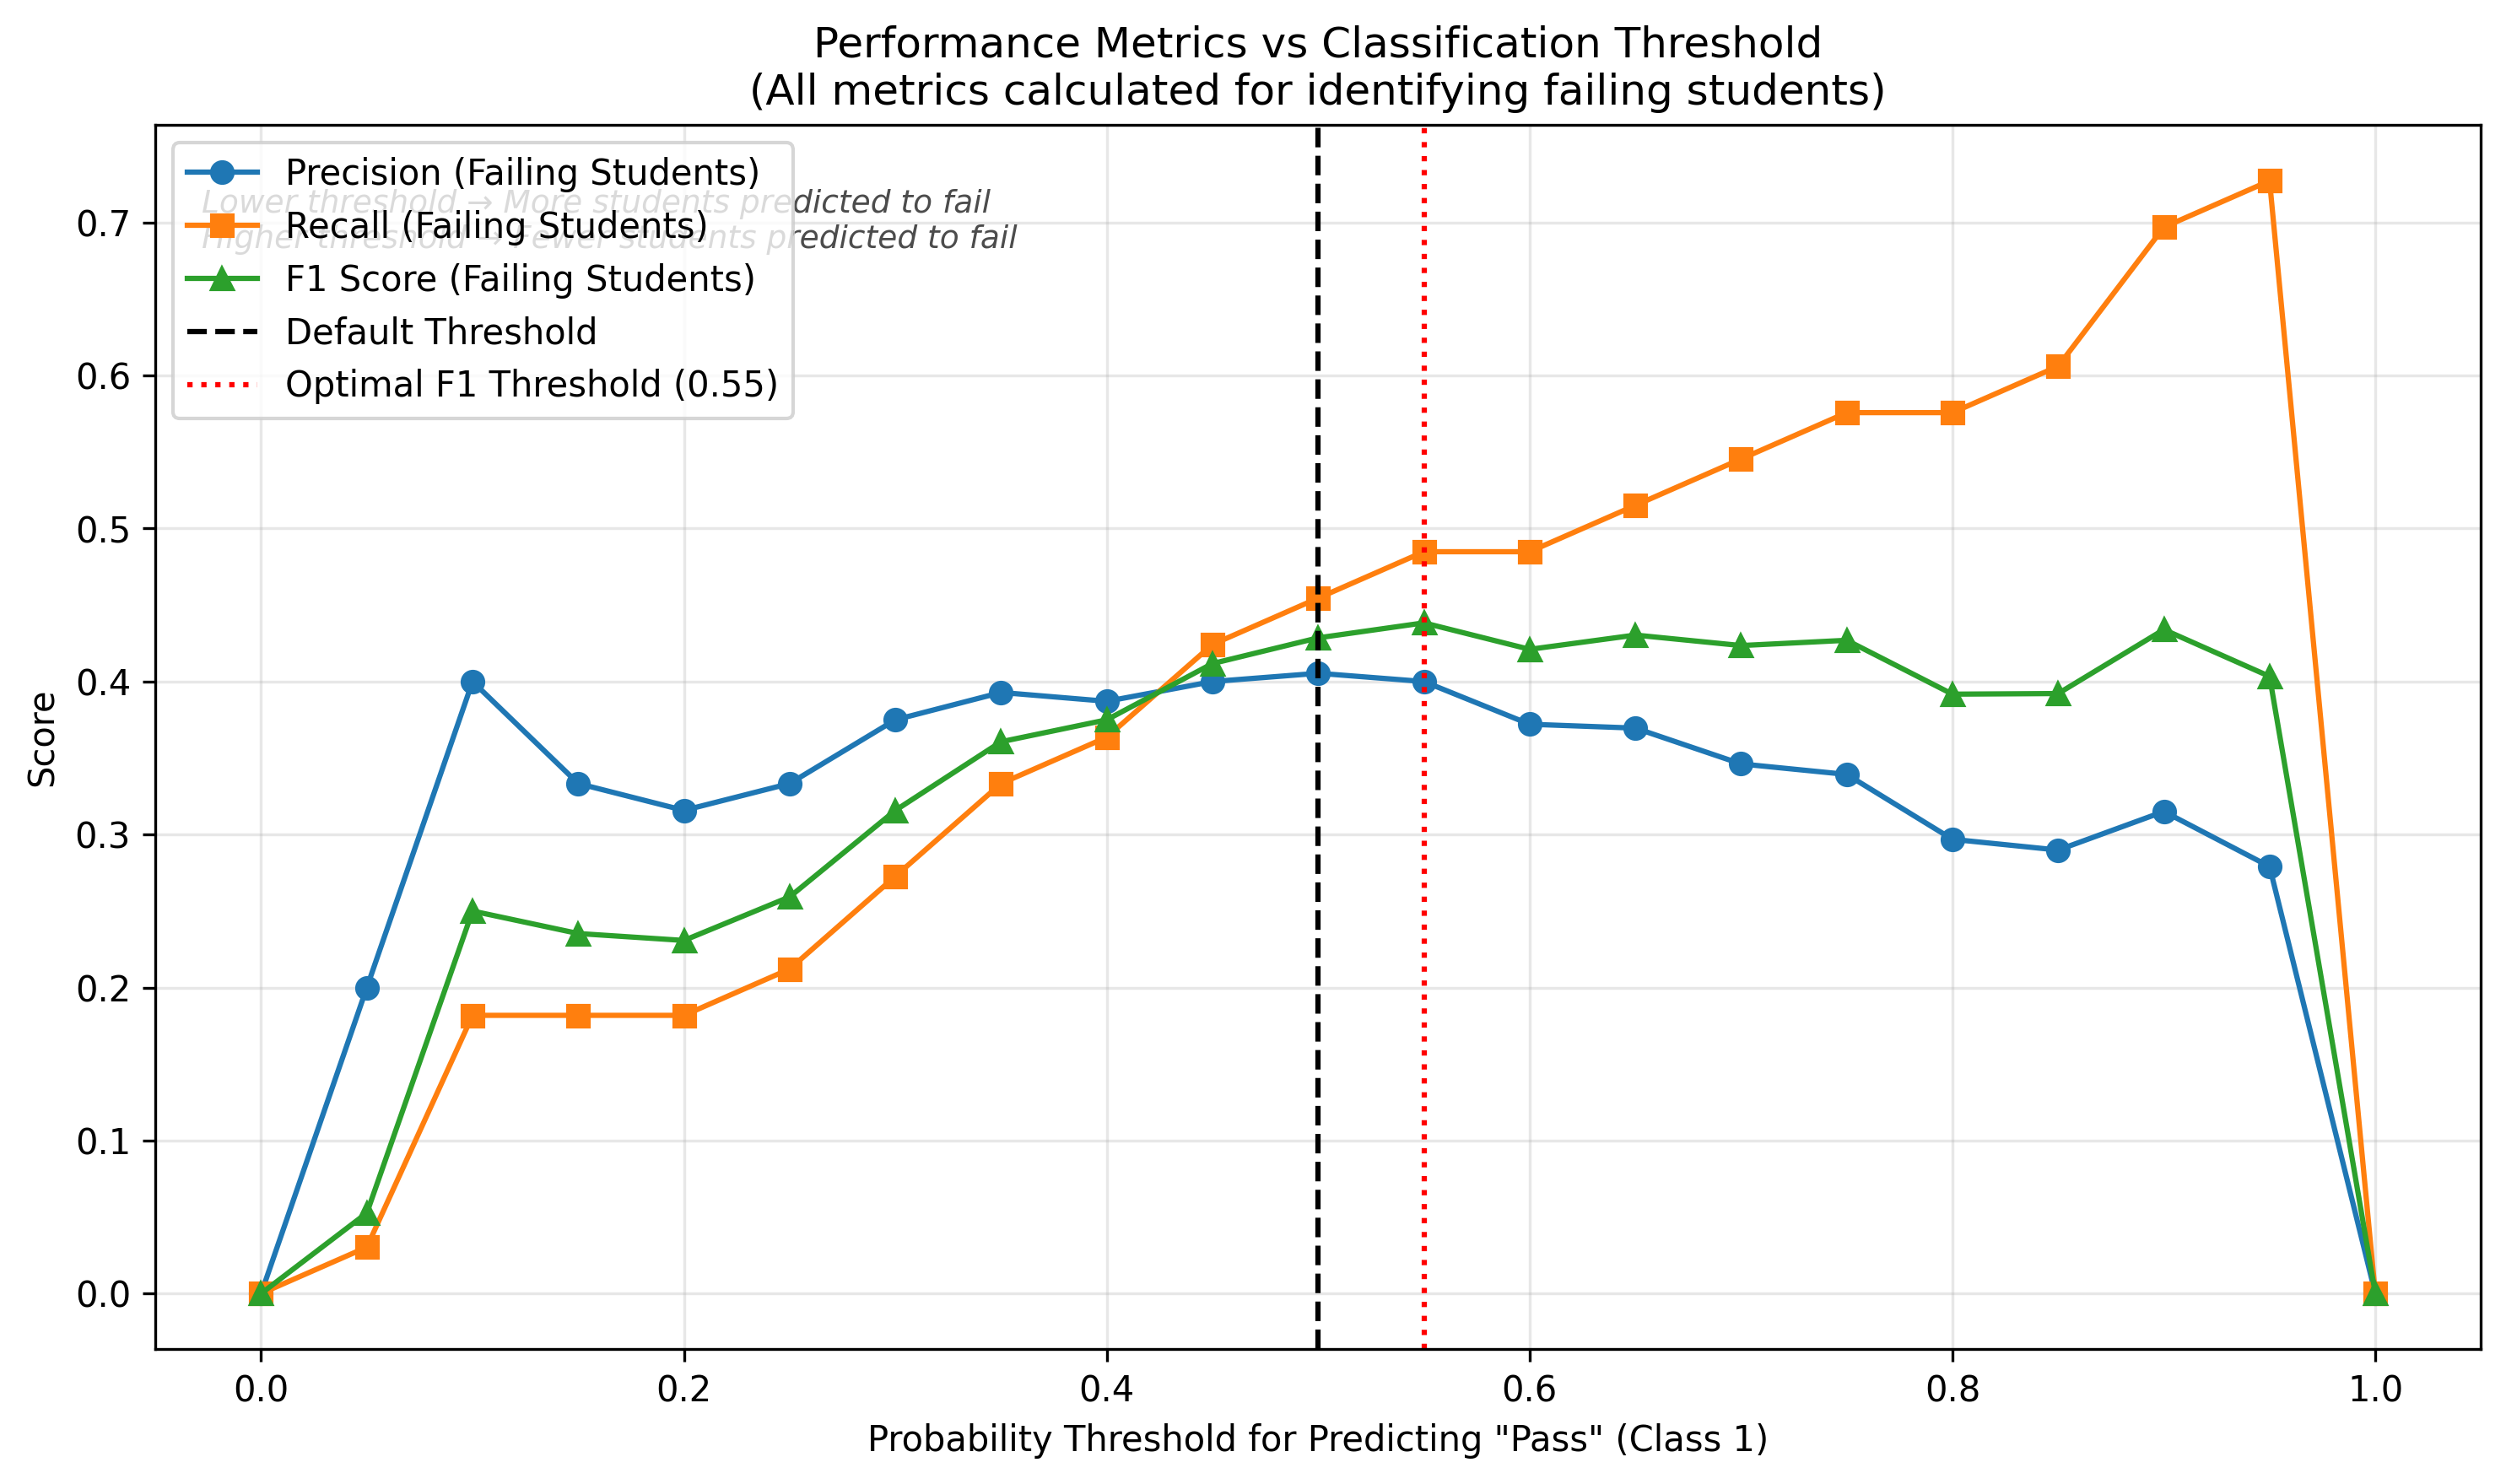 Performance Metrics vs Classification Threshold
(All metrics calculated for identifying failing students)
Precision (Failing Students)
Lower threshold → More students predicted to fail
Recall (Failing Students)
Higher threshold → Fewer students predicted to fail
F1 Score (Failing Students)
Default Threshold
Optimal F1 Threshold (0.55)
Score
0.7
0.6
0.5
0.4
0.3
0.2
0.1
0.0
0.0 0.2 0.4 0.6 0.8 1.0
Probability Threshold for Predicting "Pass" (Class 1)